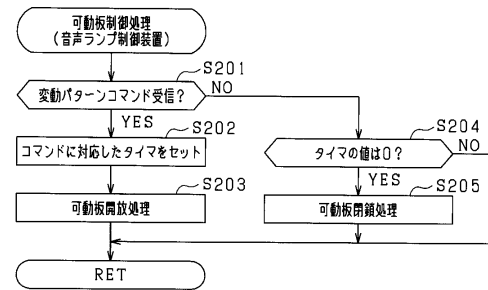 可動板制御処理
(音声ランプ制御装置)
S201
変動パターンコマンド受信?
NO
YES
S202
コマンドに対応したタイマをセット
S204
タイマの値は0?
NO
YES
S203
可動板開放処理
S205
可動板閉鎖処理
RET